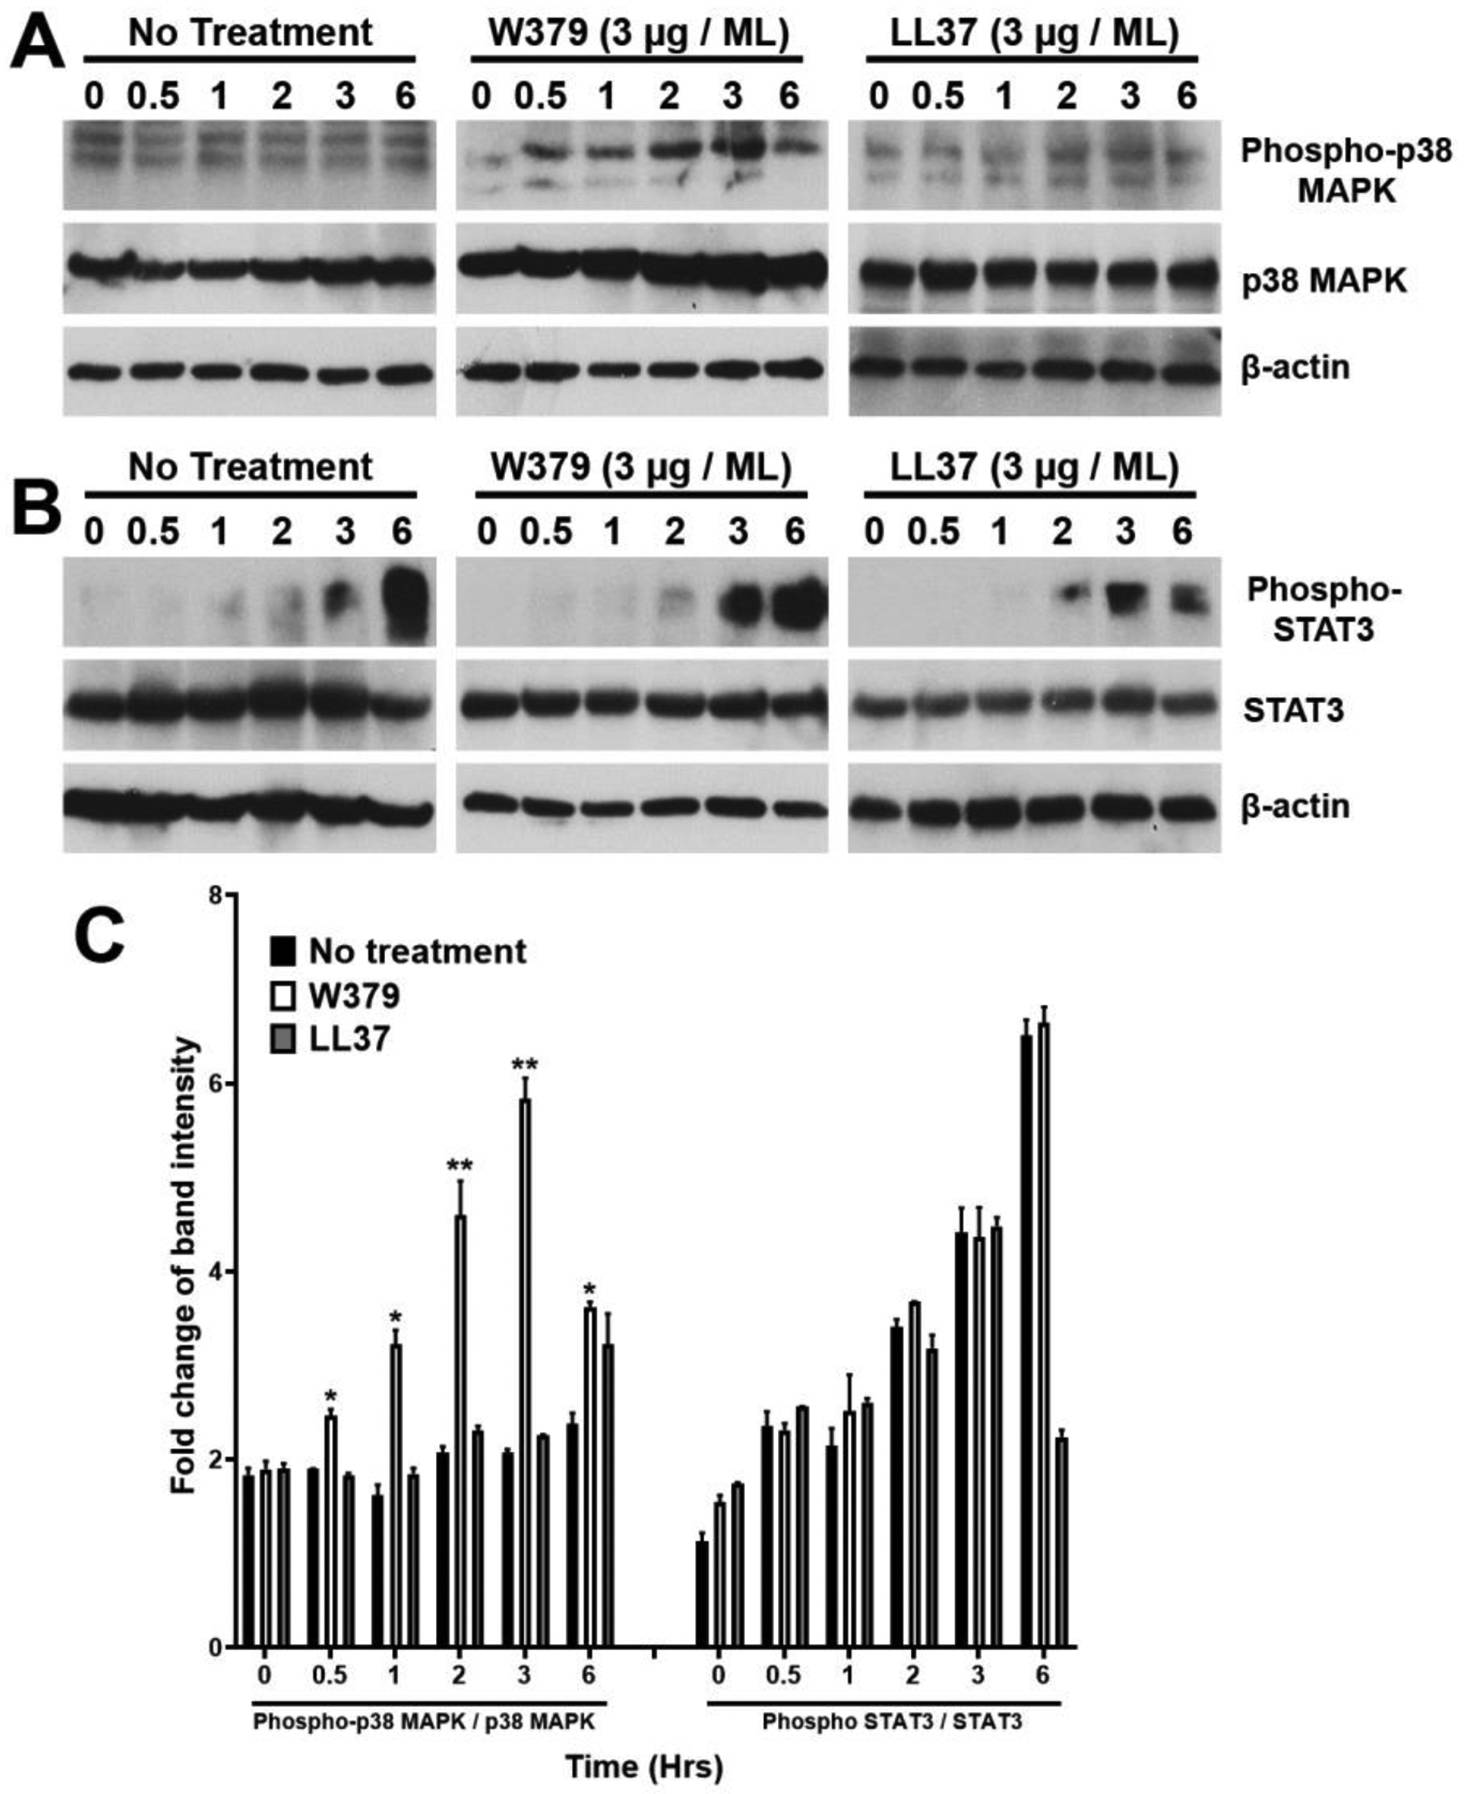 A
No Treatment W379 (3 µg / ML) LL37 (3 µg / ML)
0 0.5 1 2 3 6 0 0.5 1 2 3 6 0 0.5 1 2 3 6
Phospho-p38
MAPK
p38 MAPK
β-actin
B
No Treatment W379 (3 µg / ML) LL37 (3 µg / ML)
0 0.5 1 2 3 6 0 0.5 1 2 3 6 0 0.5 1 2 3 6
Phospho-
STAT3
STAT3
β-actin
C
8
No treatment
W379
LL37
Fold change of band intensity
**
6
**
4
*
*
*
2
0
0 0.5 1 2 3 6 0 0.5 1 2 3 6
Phospho-p38 MAPK / p38 MAPK Phospho STAT3 / STAT3
Time (Hrs)